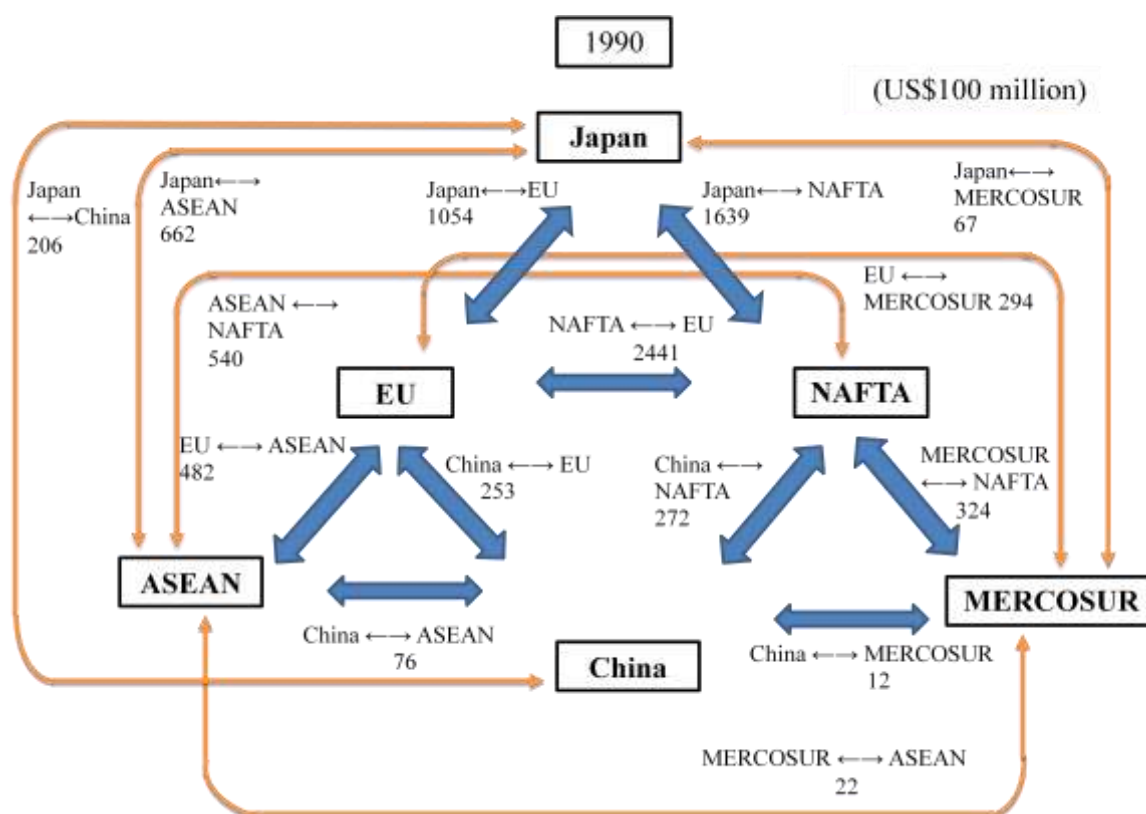 1990
(US$100 million)
Japan
Japan
←→China
206
Japan←→
ASEAN
662
Japan←→EU
1054
Japan←→ NAFTA
1639
Japan←→
MERCOSUR
67
ASEAN ←→
NAFTA
540
NAFTA ←→ EU
2441
EU ←→
MERCOSUR 294
EU
NAFTA
EU ←→ ASEAN
482
China ←→ EU
253
China ←→
NAFTA
272
MERCOSUR
←→ NAFTA
324
ASEAN
MERCOSUR
China ←→ ASEAN
76
China
China ←→ MERCOSUR
12
MERCOSUR ←→ ASEAN
22